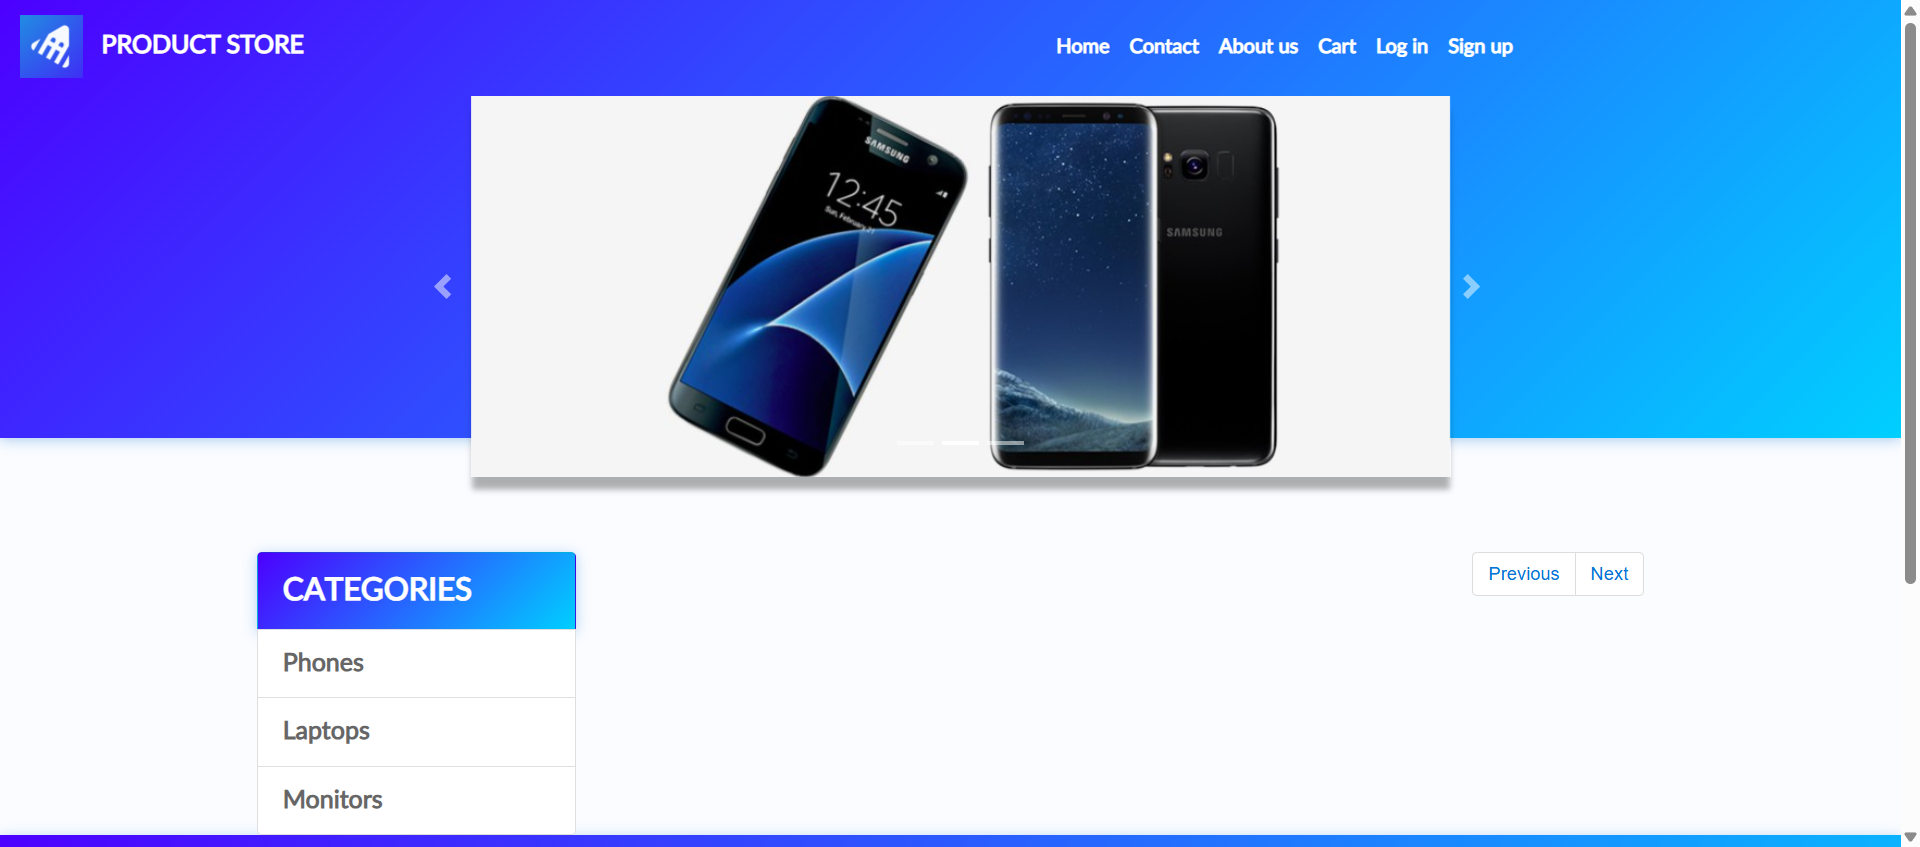 PRODUCT STORE
Home Contact About us Cart Log in Sign up
SAMSUNG
12:45
Sun, February 21
SAMSUNG
CATEGORIES
Previous Next
Phones
Laptops
Monitors